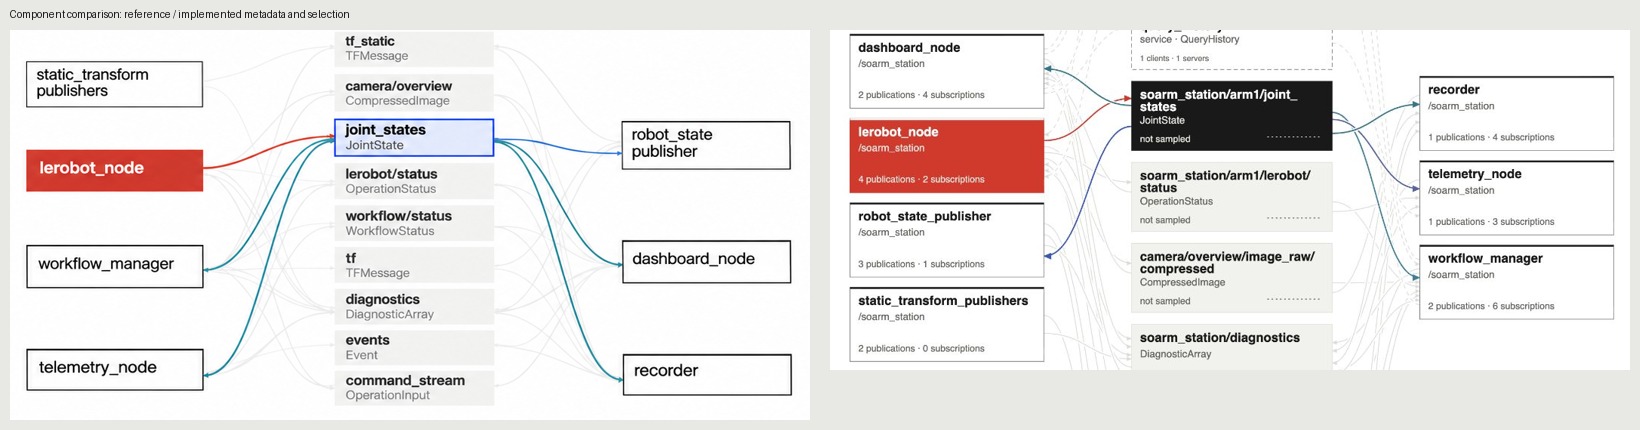 Component comparison: reference / implemented metadata and selection
static_transform
publishers
lerobot_node
workflow_manager
telemetry_node
tf_static
TFMessage
camera/overview
CompressedImage
joint_states
JointState
lerobot/status
OperationStatus
workflow/status
WorkflowStatus
tf
TFMessage
diagnostics
DiagnosticArray
events
Event
command_stream
OperationInput
robot_state
publisher
dashboard_node
recorder
dashboard_node
/soarm_station
2 publications · 4 subscriptions
lerobot_node
/soarm_station
4 publications · 2 subscriptions
robot_state_publisher
/soarm_station
3 publications · 1 subscriptions
static_transform_publishers
/soarm_station
2 publications · 0 subscriptions
service · QueryHistory
1 clients · 1 servers
soarm_station/arm1/joint_
states
JointState
not sampled
soarm_station/arm1/lerobot/
status
OperationStatus
not sampled
camera/overview/image_raw/
compressed
CompressedImage
not sampled
soarm_station/diagnostics
DiagnosticArray
recorder
/soarm_station
1 publications · 4 subscriptions
telemetry_node
/soarm_station
1 publications · 3 subscriptions
workflow_manager
/soarm_station
2 publications · 6 subscriptions